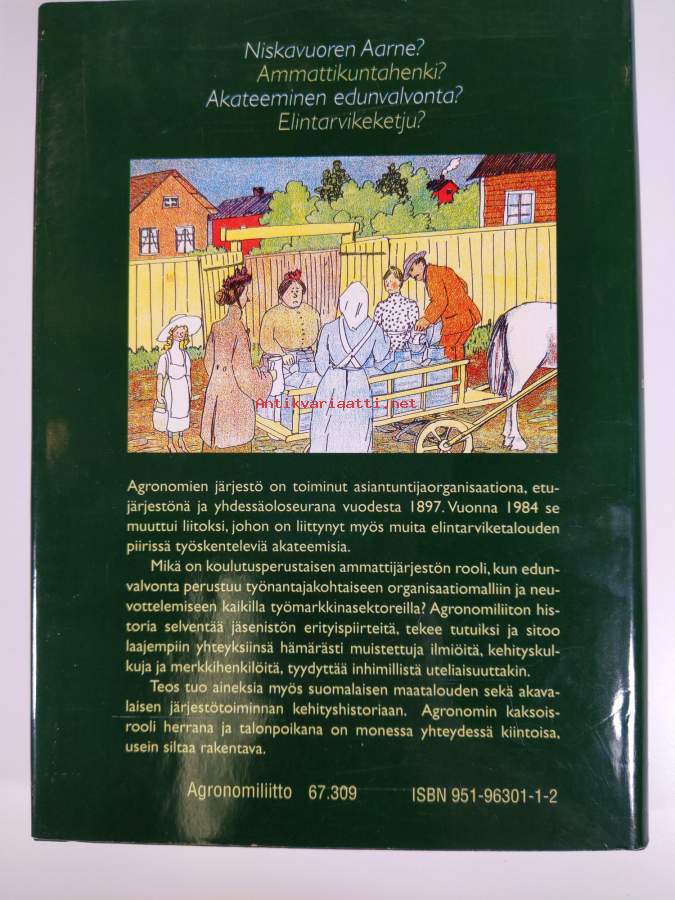 Niskavuoren Aarne?
Ammattikuntahenki?
Akateeminen edunvalvonta?
Elintarvikeketju?
Antikvariaatti.net
Agronomien järjestö on toiminut asiantuntijaorganisaationa, etu-
järjestönä ja yhdessäoloseurana vuodesta 1897. Vuonna 1984 se
muuttui liitoksi, johon on liittynyt myös muita elintarviketalouden
piirissä työskenteleviä akateemisia.
Mikä on koulutusperustaisen ammattijärjestön rooli, kun edun-
valvonta perustuu työnantajakohtaiseen organisaatiomalliin ja neu-
vottelemiseen kaikilla työmarkkinasektoreilla? Agronomiliiton his-
toria selventää jäsenistön erityispiirteitä, tekee tutuiksi ja sitoo
laajempiin yhteyksiinsä hämärästi muistettuja ilmiöitä, kehityskul-
kuja ja merkkihenkilöitä, tyydyttää inhimillistä uteliaisuuttakin.
Teos tuo aineksia myös suomalaisen maatalouden sekä akava-
laisen järjestötoiminnan kehityshistoriaan. Agronomin kaksois-
rooli herrana ja talonpoikana on monessa yhteydessä kiintoisa,
usein siltaa rakentava.
Agronomiliitto 67.309 ISBN 951-96301-1-2